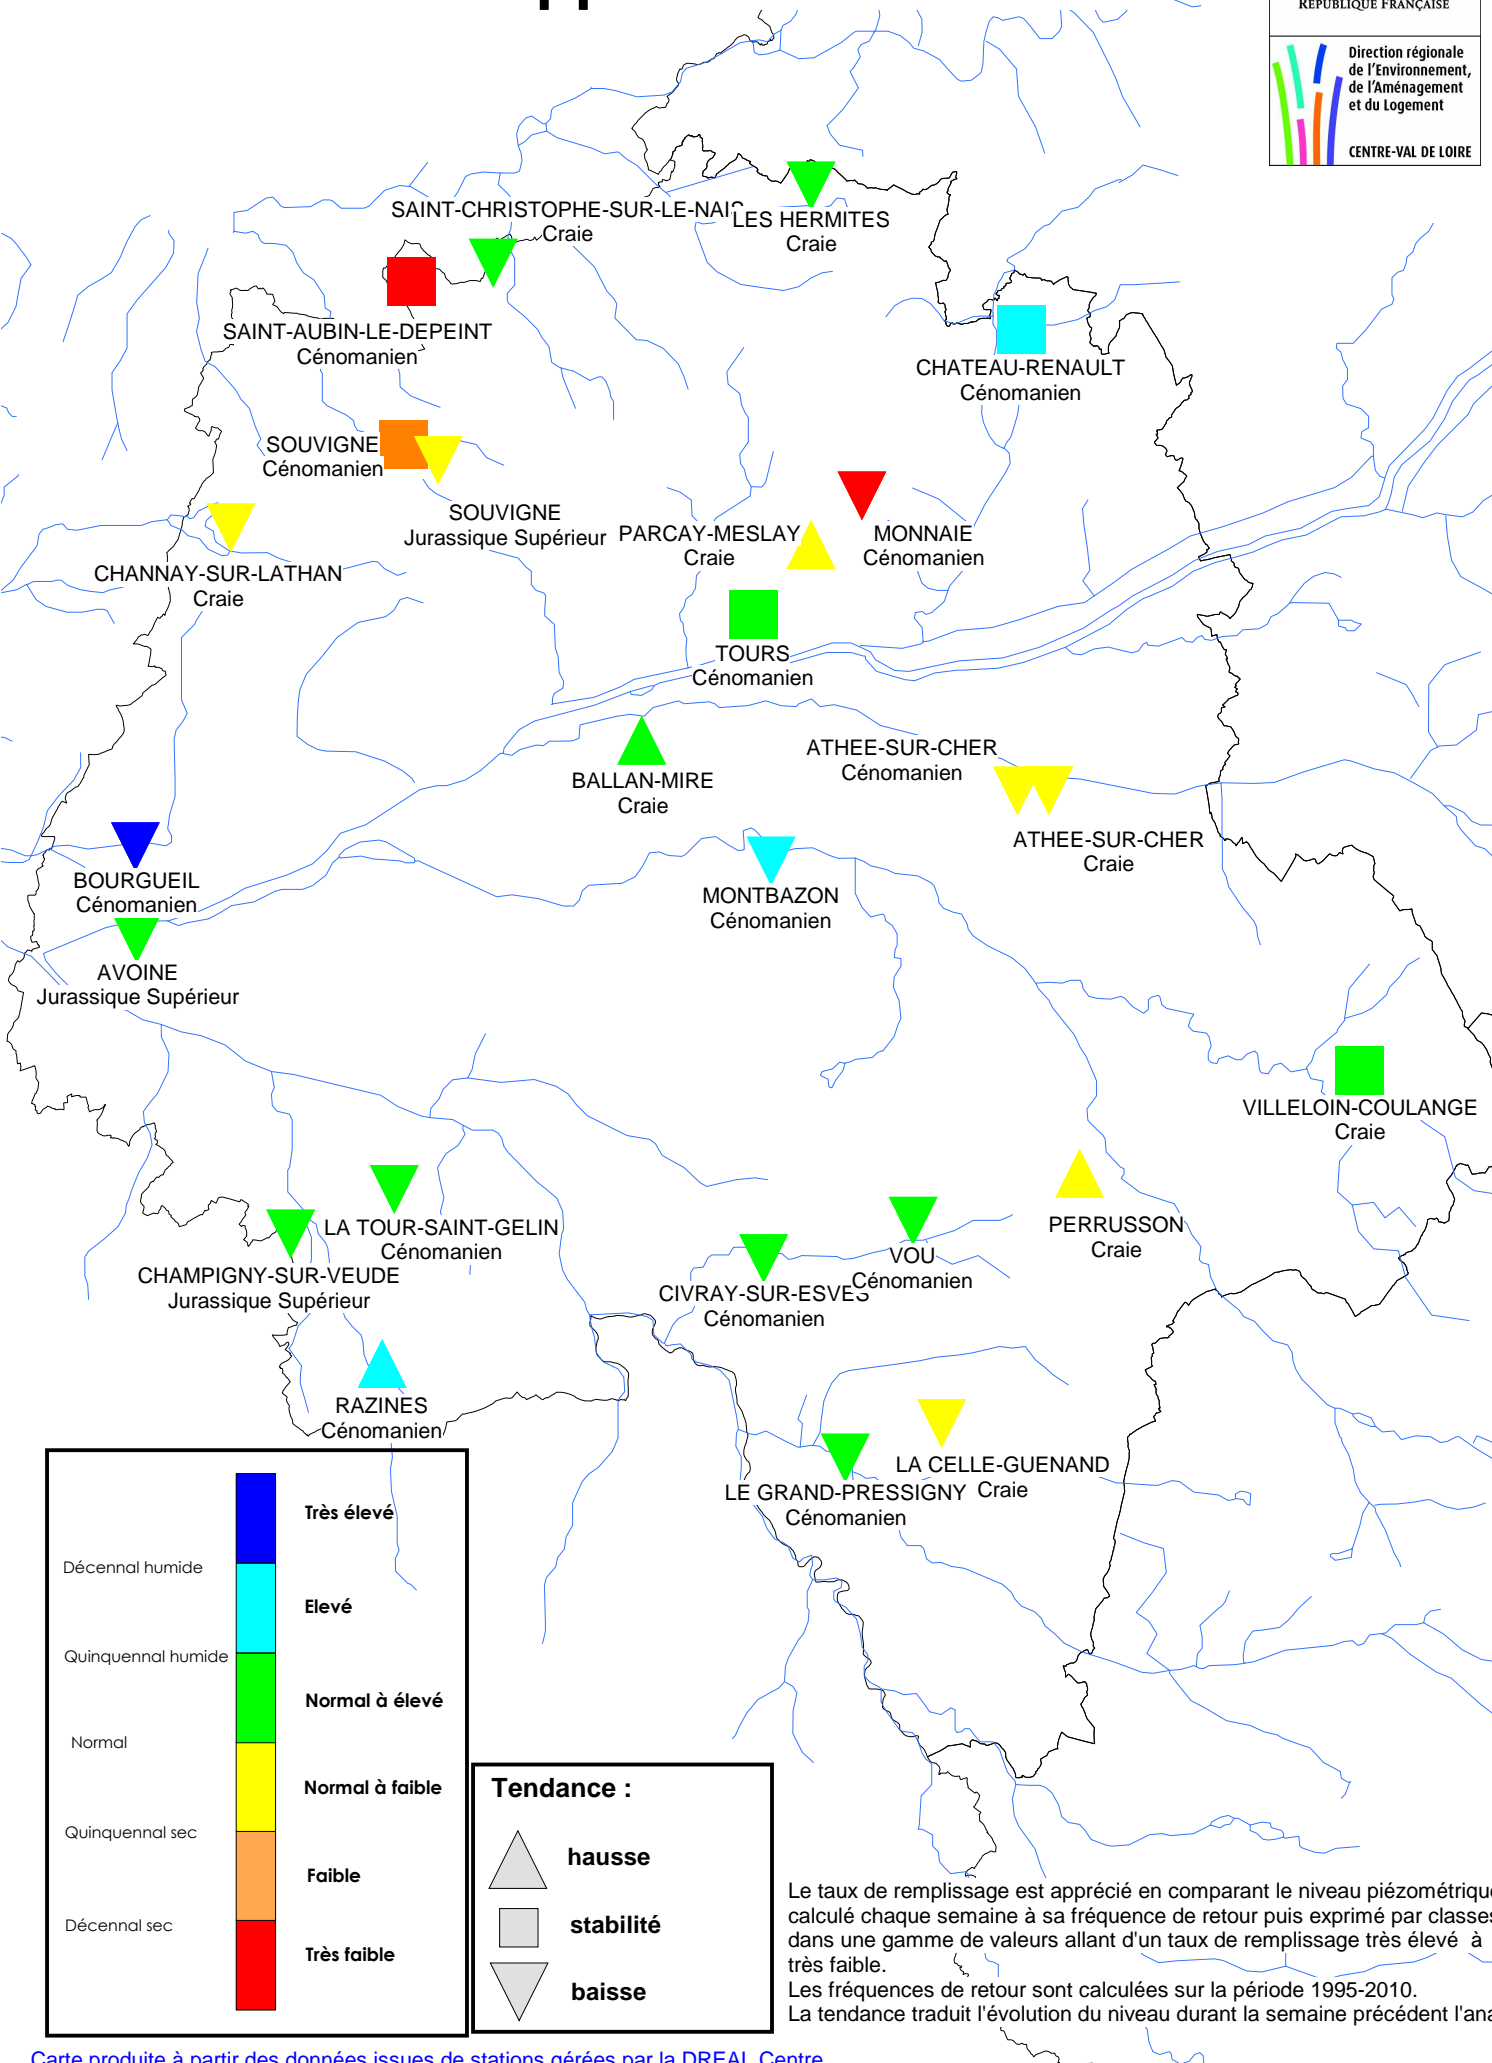 RÉPUBLIQUE FRANÇAISE
Direction régionale
de l'Environnement,
de l'Aménagement
et du Logement
CENTRE-VAL DE LOIRE
SAINT-CHRISTOPHE-SUR-LE-NAIS
Craie
LES HERMITES
Craie
SAINT-AUBIN-LE-DEPEINT
Cénomanien
CHATEAU-RENAULT
Cénomanien
SOUVIGNE
Cénomanien
SOUVIGNE
Jurassique Supérieur
PARCAY-MESLAY
Craie
MONNAIE
Cénomanien
CHANNAY-SUR-LATHAN
Craie
TOURS
Cénomanien
BALLAN-MIRE
Craie
ATHEE-SUR-CHER
Cénomanien
ATHEE-SUR-CHER
Craie
BOURGUEIL
Cénomanien
MONTBAZON
Cénomanien
AVOINE
Jurassique Supérieur
VILLELOIN-COULANGE
Craie
LA TOUR-SAINT-GELIN
Cénomanien
CHAMPIGNY-SUR-VEUDE
Jurassique Supérieur
VOU
Cénomanien
CIVRAY-SUR-ESVES
Cénomanien
PERRUSSON
Craie
RAZINES
Cénomanien
LA CELLE-GUENAND
Craie
LE GRAND-PRESSIGNY
Cénomanien
Très élevé
Décennal humide
Elevé
Quinquennal humide
Normal à élevé
Normal
Normal à faible
Quinquennal sec
Faible
Décennal sec
Très faible
Tendance :
hausse
stabilité
baisse
Le taux de remplissage est apprécié en comparant le niveau piézométrique
calculé chaque semaine à sa fréquence de retour puis exprimé par classes
dans une gamme de valeurs allant d'un taux de remplissage très élevé à
très faible.
Les fréquences de retour sont calculées sur la période 1995-2010.
La tendance traduit l'évolution du niveau durant la semaine précédent
Carte produite à partir des données issues de stations gérées par la DREAL Centre